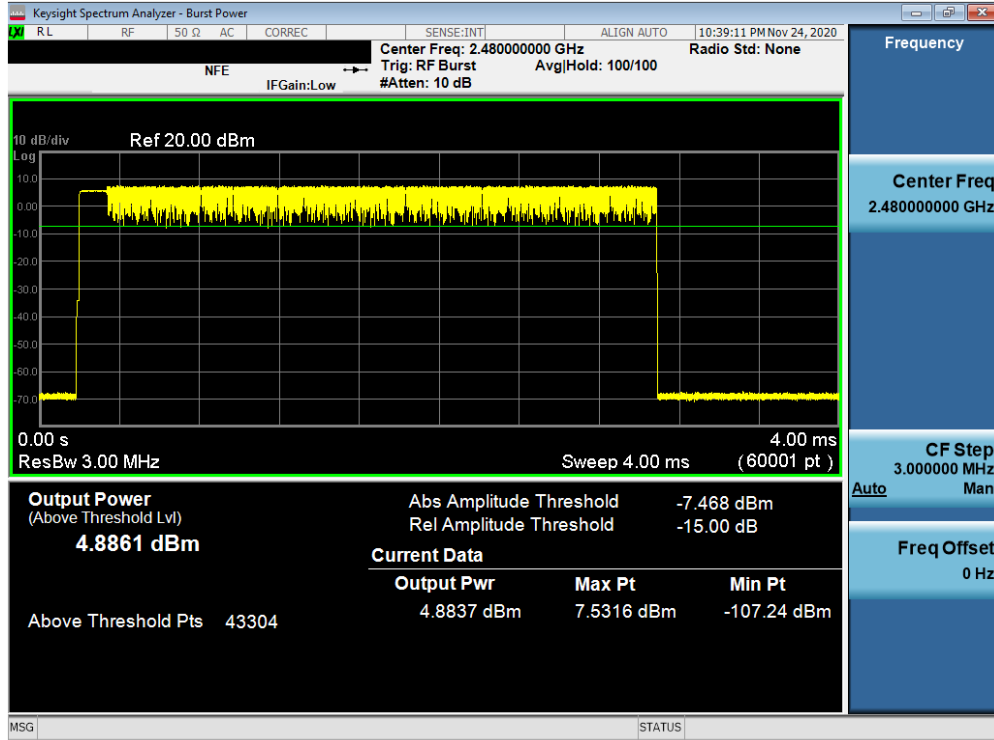 Keysight Spectrum Analyzer - Burst Power
LXI RL RF 50 Ω AC CORREC SENSE:INT ALIGN AUTO 10:39:11 PM Nov 24, 2020
Center Freq: 2.480000000 GHz Radio Std: None
NFE Trig: RF Burst Avg|Hold: 100/100
IFGain:Low #Atten: 10 dB
10 dB/div Ref 20.00 dBm
Log
10.0
0.00
-10.0
-20.0
-30.0
-40.0
-50.0
-60.0
-70.0
0.00 s 4.00 ms
ResBw 3.00 MHz Sweep 4.00 ms (60001 pt )
Output Power
(Above Threshold Lvl)
4.8861 dBm
Above Threshold Pts 43304
Abs Amplitude Threshold -7.468 dBm
Rel Amplitude Threshold -15.00 dB
Current Data
Output Pwr Max Pt Min Pt
4.8837 dBm 7.5316 dBm -107.24 dBm
Frequency
Center Freq
2.480000000 GHz
CF Step
3.000000 MHz
Auto Man
Freq Offset
0 Hz
MSG STATUS